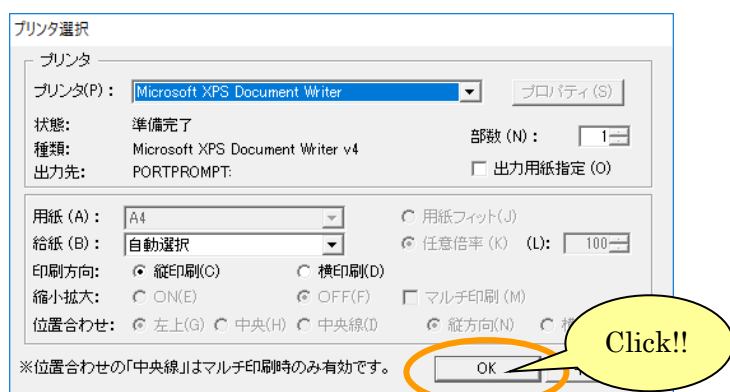 プリンタ選択
プリンタ
プリンタ(P): Microsoft XPS Document Writer プロパティ(S)
状態: 準備完了 部数(N): 1
種類: Microsoft XPS Document Writer v4
出力先: PORTPROMPT: 出力用紙指定(O)
用紙(A): A4 用紙フィット(J)
給紙(B): 自動選択 任意倍率(K) (L): 100
印刷方向: 縦印刷(C) 横印刷(D)
縮小拡大: ON(E) OFF(F) マルチ印刷(M)
位置合わせ: 左上(G) 中央(H) 中央線(I) 縦方向(N)
Click!!
※位置合わせの「中央線」はマルチ印刷時のみ有効です。 OK